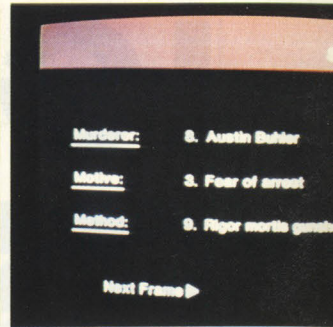 Murderer: 8. Austin Buhler
Motive: 3. Fear of arrest
Method: 9. Rigor mortis
Next Frame ▶